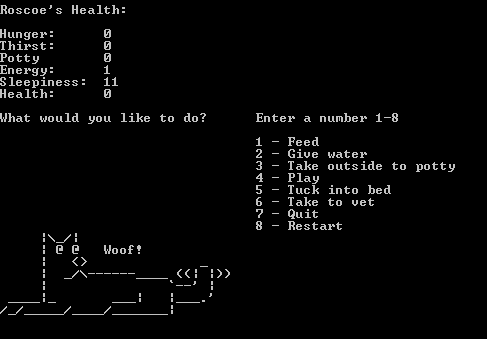 Roscoe's Health:
Hunger: 0
Thirst: 0
Potty 0
Energy: 1
Sleepiness: 11
Health: 0
What would you like to do? Enter a number 1-8
1 - Feed
2 - Give water
3 - Take outside to potty
4 - Play
5 - Tuck into bed
6 - Take to vet
7 - Quit
8 - Restart
Woof!